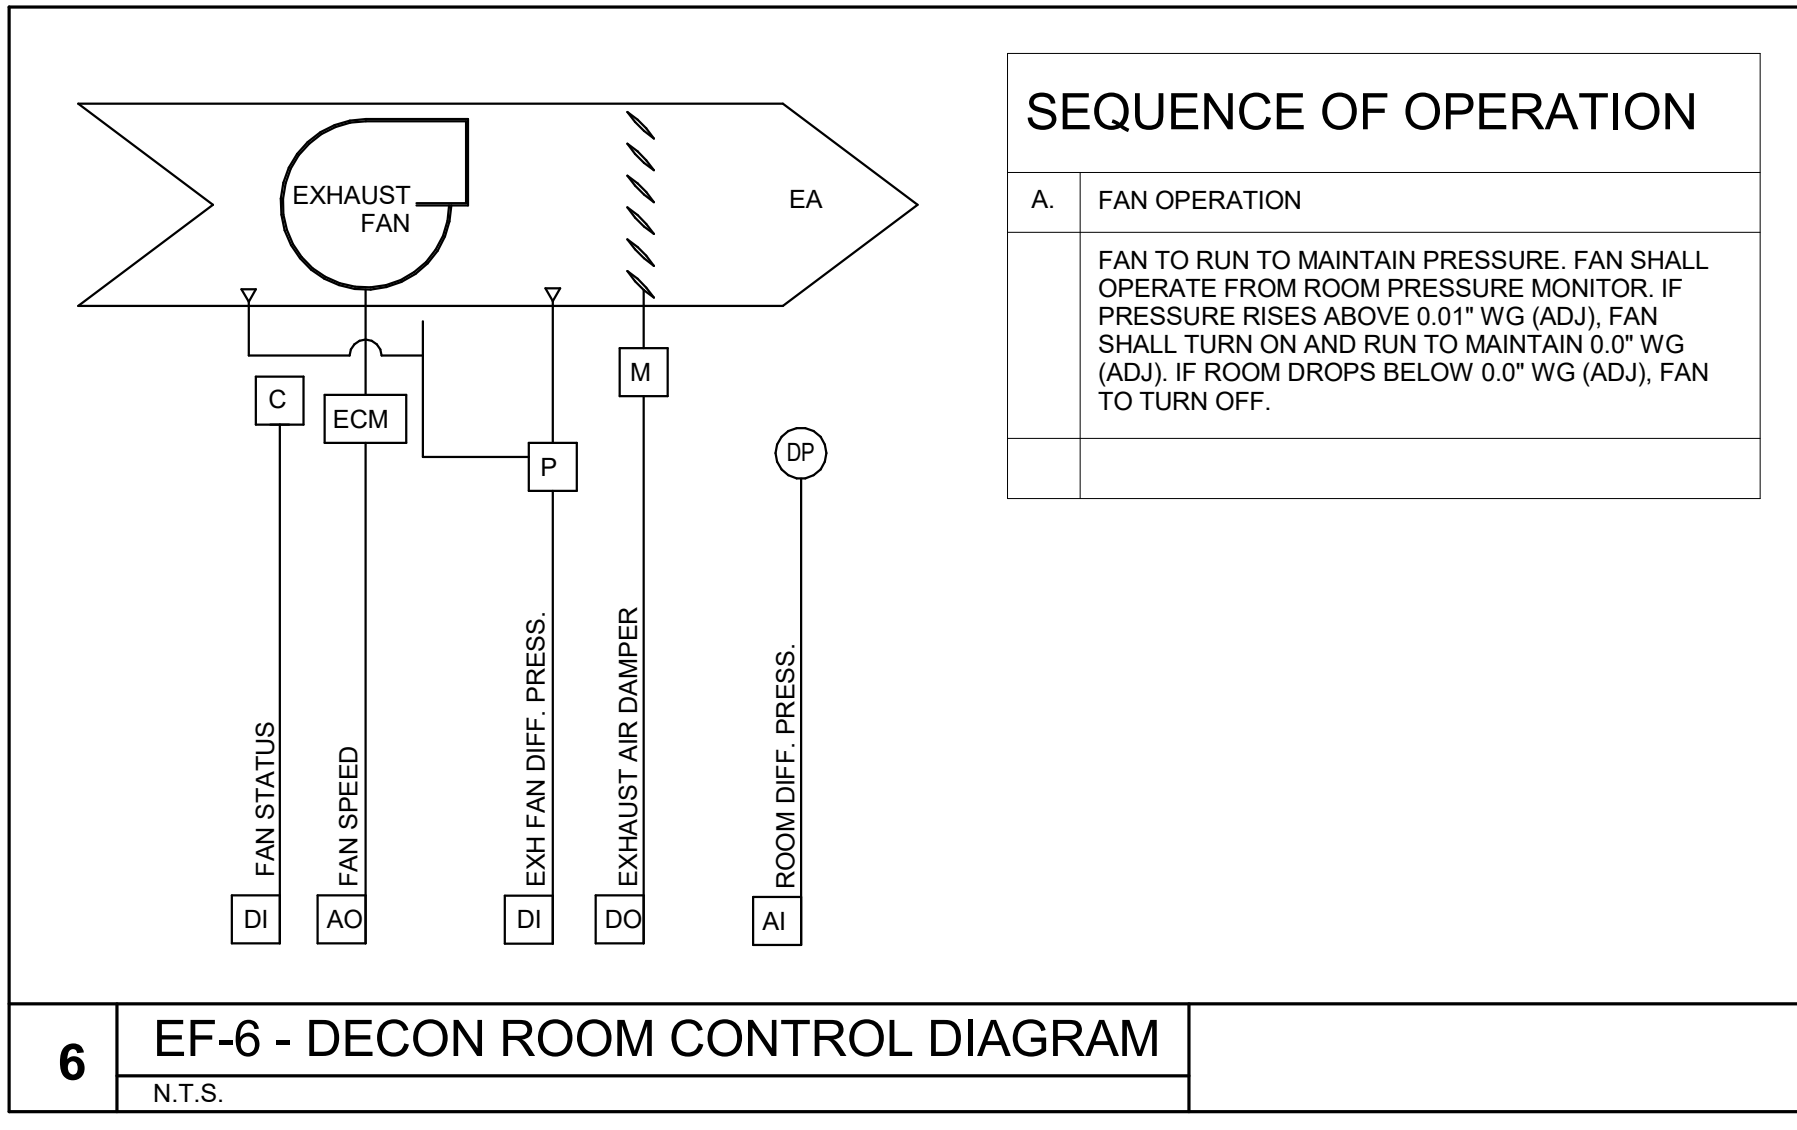 EXHAUST
FAN
EA
C
ECM
P
M
DP
FAN STATUS
FAN SPEED
EXH FAN DIFF. PRESS.
EXHAUST AIR DAMPER
ROOM DIFF. PRESS.
DI
AO
DI
DO
AI
SEQUENCE OF OPERATION
A. FAN OPERATION
FAN TO RUN TO MAINTAIN PRESSURE. FAN SHALL
OPERATE FROM ROOM PRESSURE MONITOR. IF
PRESSURE RISES ABOVE 0.01" WG (ADJ), FAN
SHALL TURN ON AND RUN TO MAINTAIN 0.0" WG
(ADJ). IF ROOM DROPS BELOW 0.0" WG (ADJ), FAN
TO TURN OFF.
6
EF-6 - DECON ROOM CONTROL DIAGRAM
N.T.S.